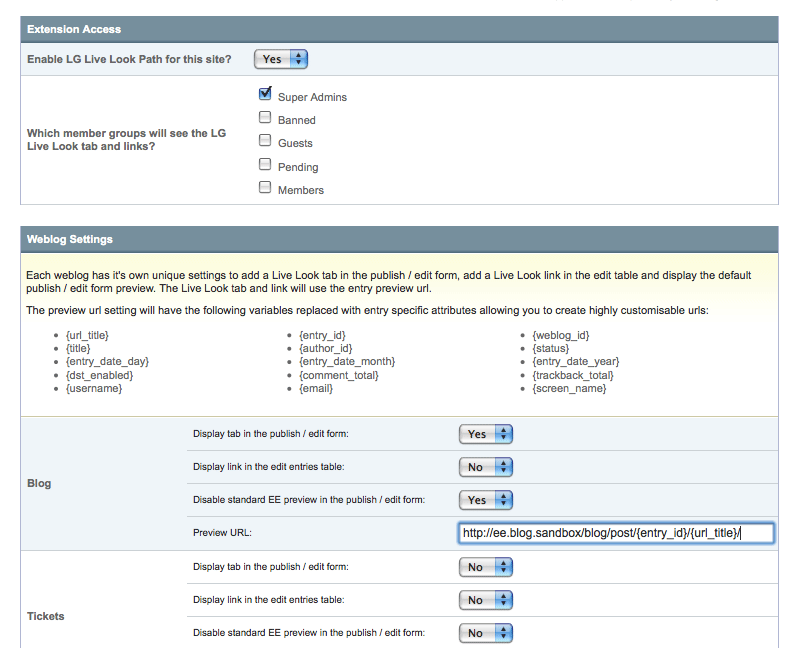 Extension Access
Enable LG Live Look Path for this site? Yes
Which member groups will see the LG
Live Look tab and links?
Super Admins
Banned
Guests
Pending
Members
Weblog Settings
Each weblog has it's own unique settings to add a Live Look tab in the publish / edit form, add a Live Look link in the edit table and display the default
publish / edit form preview. The Live Look tab and link will use the entry preview url.
The preview url setting will have the following variables replaced with entry specific attributes allowing you to create highly customisable urls:
{url_title} {entry_id} {weblog_id}
{title} {author_id} {status}
{entry_date_day} {entry_date_month} {entry_date_year}
{dst_enabled} {comment_total} {trackback_total}
{username} {email} {screen_name}
Blog
Display tab in the publish / edit form: Yes
Display link in the edit entries table: No
Disable standard EE preview in the publish / edit form: Yes
Preview URL: http://ee.blog.sandbox/blog/post/{entry_id}/{url_title}/
Tickets
Display tab in the publish / edit form: No
Display link in the edit entries table: No
Disable standard EE preview in the publish / edit form: No